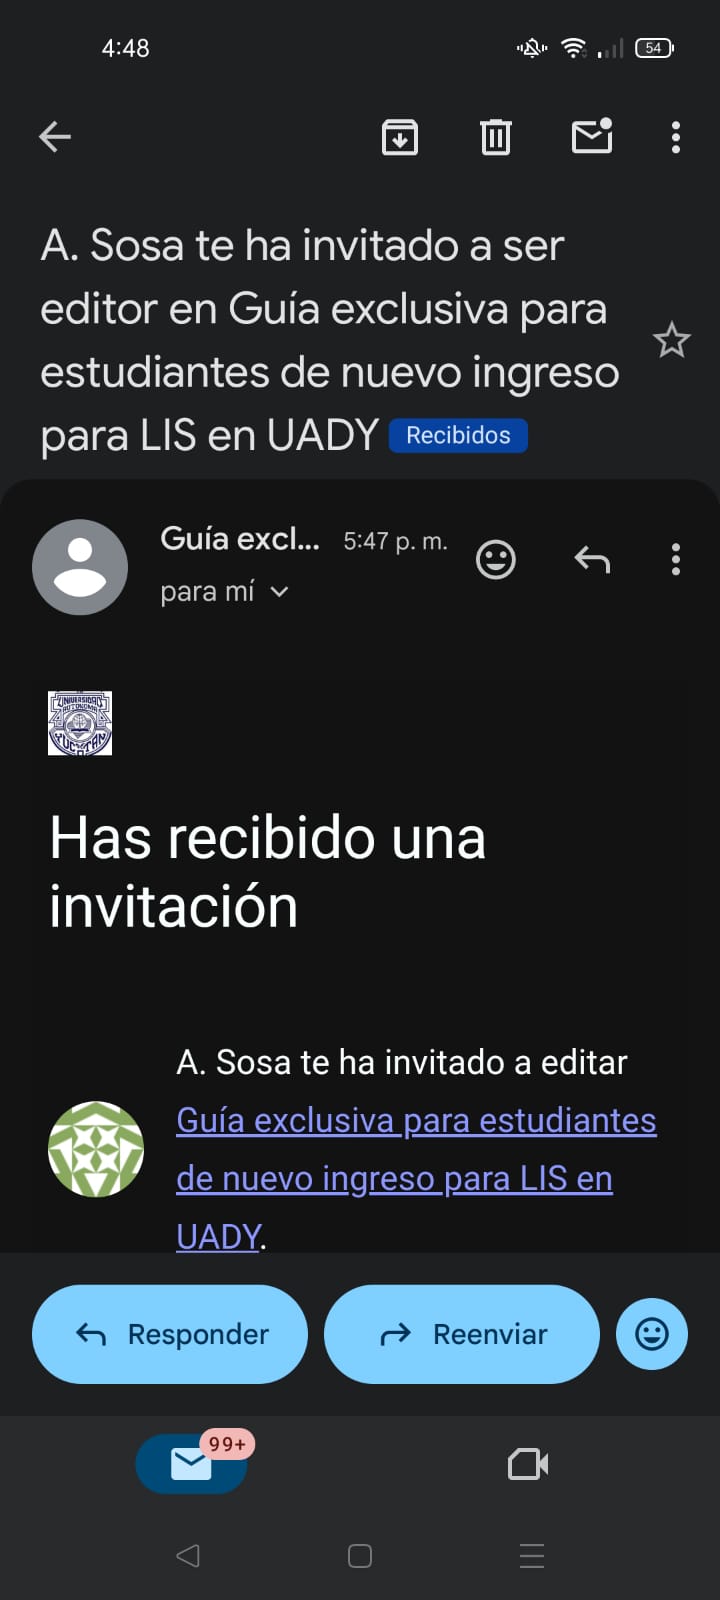 4:48
54
A. Sosa te ha invitado a ser
editor en Guía exclusiva para
estudiantes de nuevo ingreso
para LIS en UADY Recibidos
Guía excl... 5:47 p. m.
para mí
UNIVERSIDAD
AUTONOMA
YUCATAN
Has recibido una
invitación
A. Sosa te ha invitado a editar
Guía exclusiva para estudiantes
de nuevo ingreso para LIS en
UADY.
Responder
Reenviar
99+